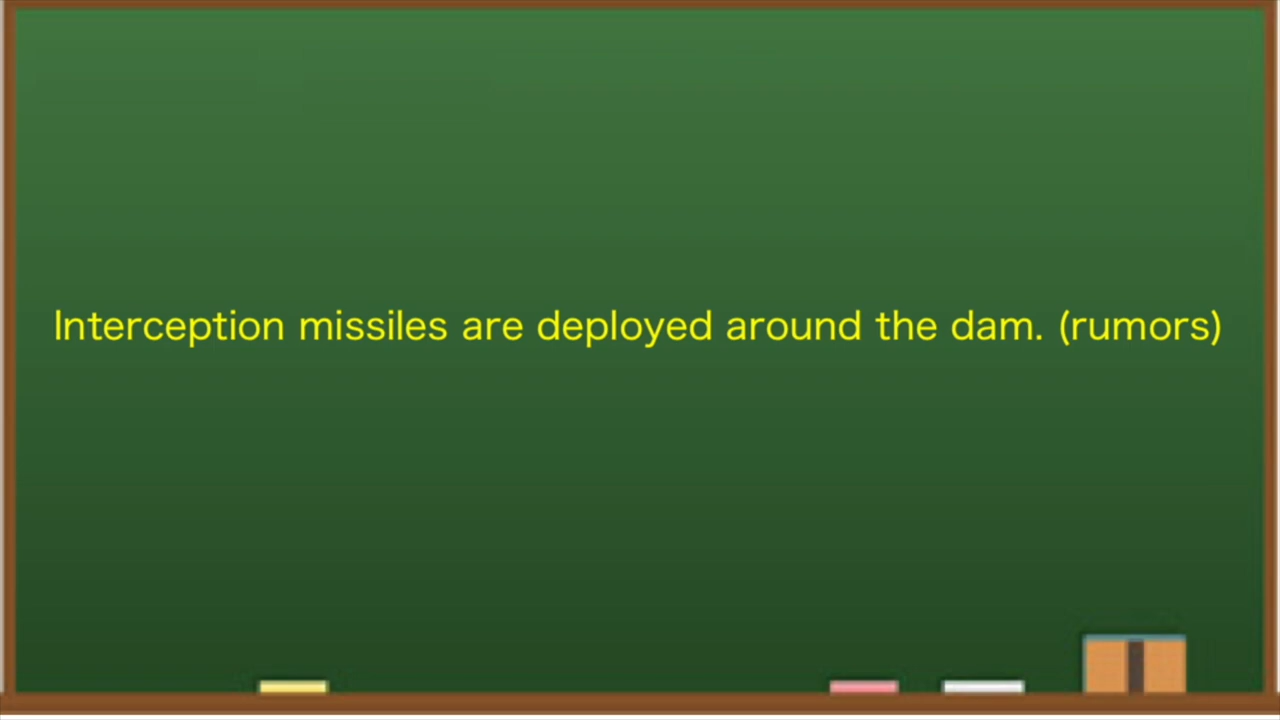 Interception missiles are deployed around the dam. (rumors)